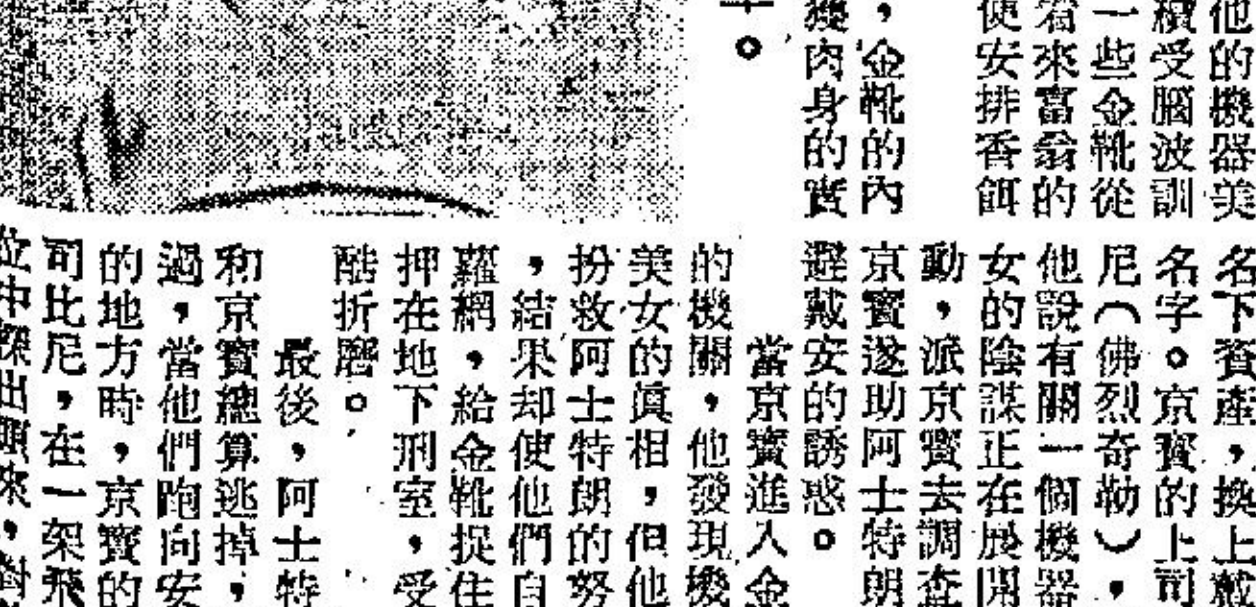 他的機器美
續受腦波訓
一些金靴從
看來富翁的
便安排香餌
，金靴的內
獲肉身的寶
。
名下資產，換上戴
名字。京寶的上司
尼（佛烈奇勒），
他說有關一個機器
女的陰謀正在展開
動，派京寶去調查
京寶遂助阿士特朗
避戴安的誘惑。
當京寶進入金
的機關，他發現機
美女的眞相，但他
扮救阿士特朗的努
，結果却使他們自
蘿網，給金靴捉住
押在地下刑室，受
酷折磨。
最後，阿士特
和京寶總算逃掉，
過，當他們跑向安
的地方時，京寶的
司比尼，在一架飛
位中探出頭來，對